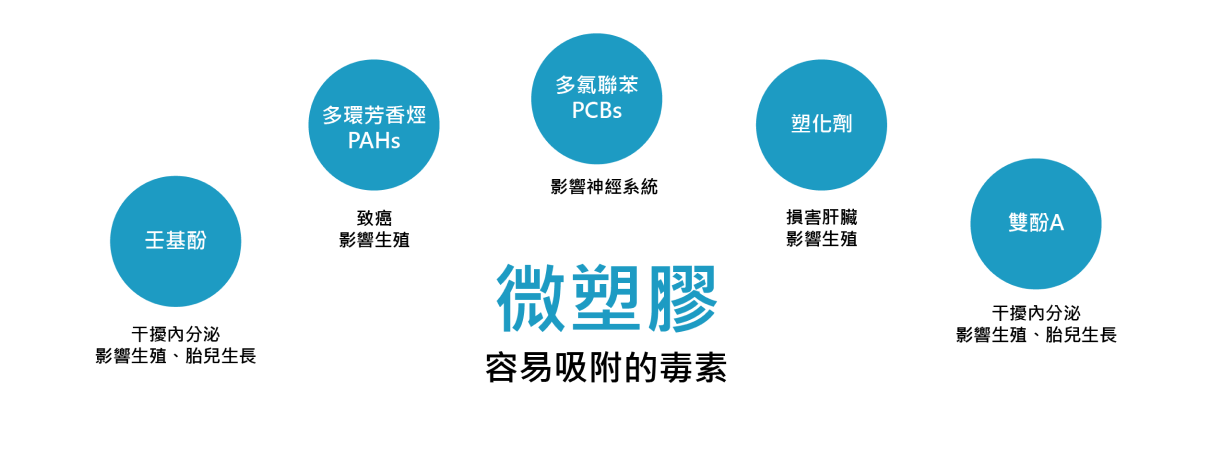 壬基酚
干擾內分泌
影響生殖、胎兒生長
多環芳香烴
PAHs
致癌
影響生殖
多氯聯苯
PCBs
影響神經系統
塑化劑
損害肝臟
影響生殖
雙酚A
干擾內分泌
影響生殖、胎兒生長
微塑膠
容易吸附的毒素